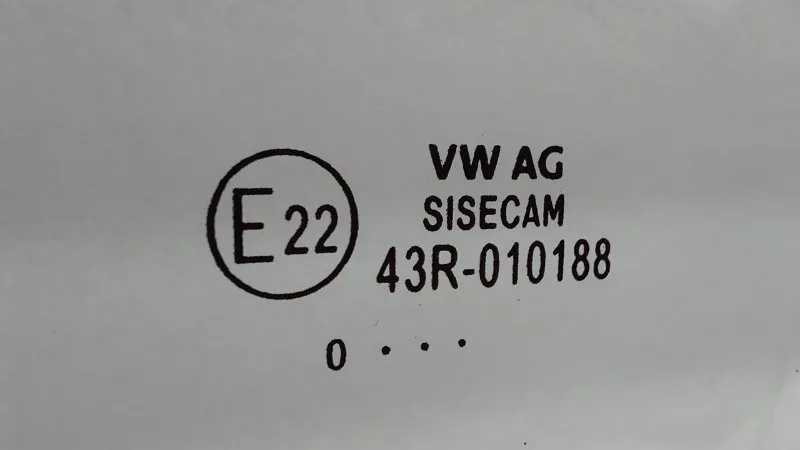 VW AG
SISECAM
E22
43R-010188
0 • • •